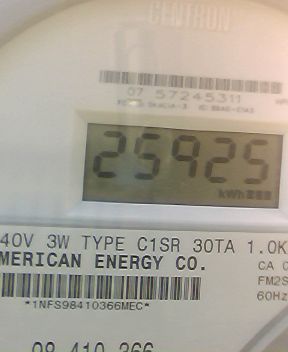 CENTRON
07 57245311
25925
kWh
40V 3W TYPE C1SR 30TA 1.0K
MERICAN ENERGY CO.
CA 0
FM2S
60Hz
*1NFS98410366MEC*
98 410 366